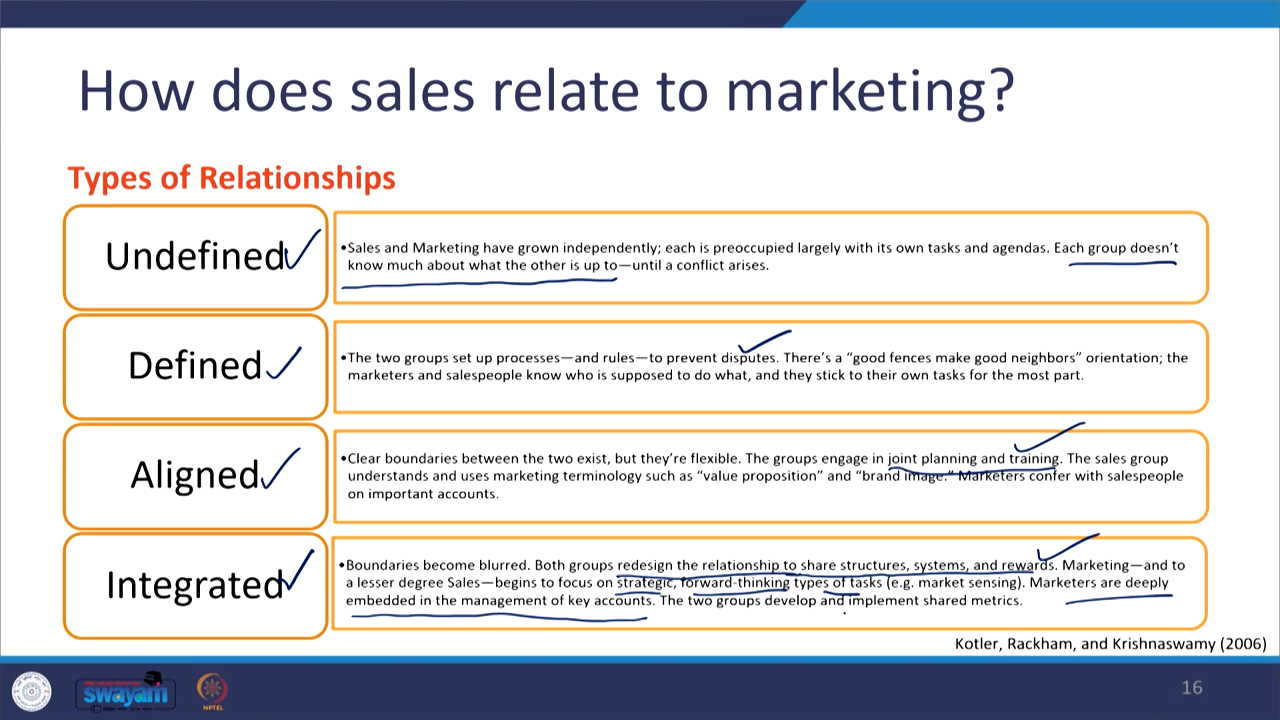 How does sales relate to marketing?
Types of Relationships
Undefined
•Sales and Marketing have grown independently; each is preoccupied largely with its own tasks and agendas. Each group doesn't
know much about what the other is up to—until a conflict arises.
Defined
•The two groups set up processes—and rules—to prevent disputes. There's a “good fences make good neighbors” orientation; the
marketers and salespeople know who is supposed to do what, and they stick to their own tasks for the most part.
Aligned
•Clear boundaries between the two exist, but they're flexible. The groups engage in joint planning and training. The sales group
understands and uses marketing terminology such as “value proposition” and “brand image.” Marketers confer with salespeople
on important accounts.
Integrated
•Boundaries become blurred. Both groups redesign the relationship to share structures, systems, and rewards. Marketing—and to
a lesser degree Sales—begins to focus on strategic, forward-thinking types of tasks (e.g. market sensing). Marketers are deeply
embedded in the management of key accounts. The two groups develop and implement shared metrics.
Kotler, Rackham, and Krishnaswamy (2006)
swayam
NPTEL
16